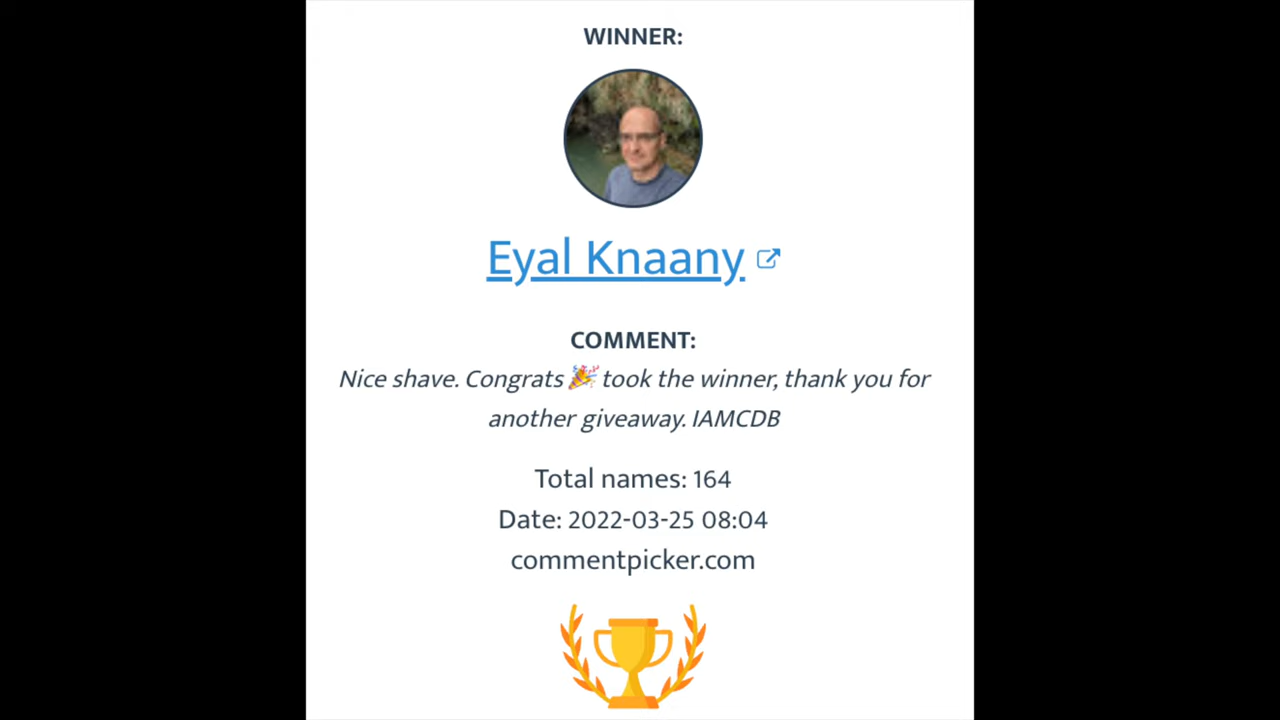 WINNER:
Eyal Knaany
COMMENT:
Nice shave. Congrats 🎉 took the winner, thank you for
another giveaway. IAMCDB
Total names: 164
Date: 2022-03-25 08:04
commentpicker.com